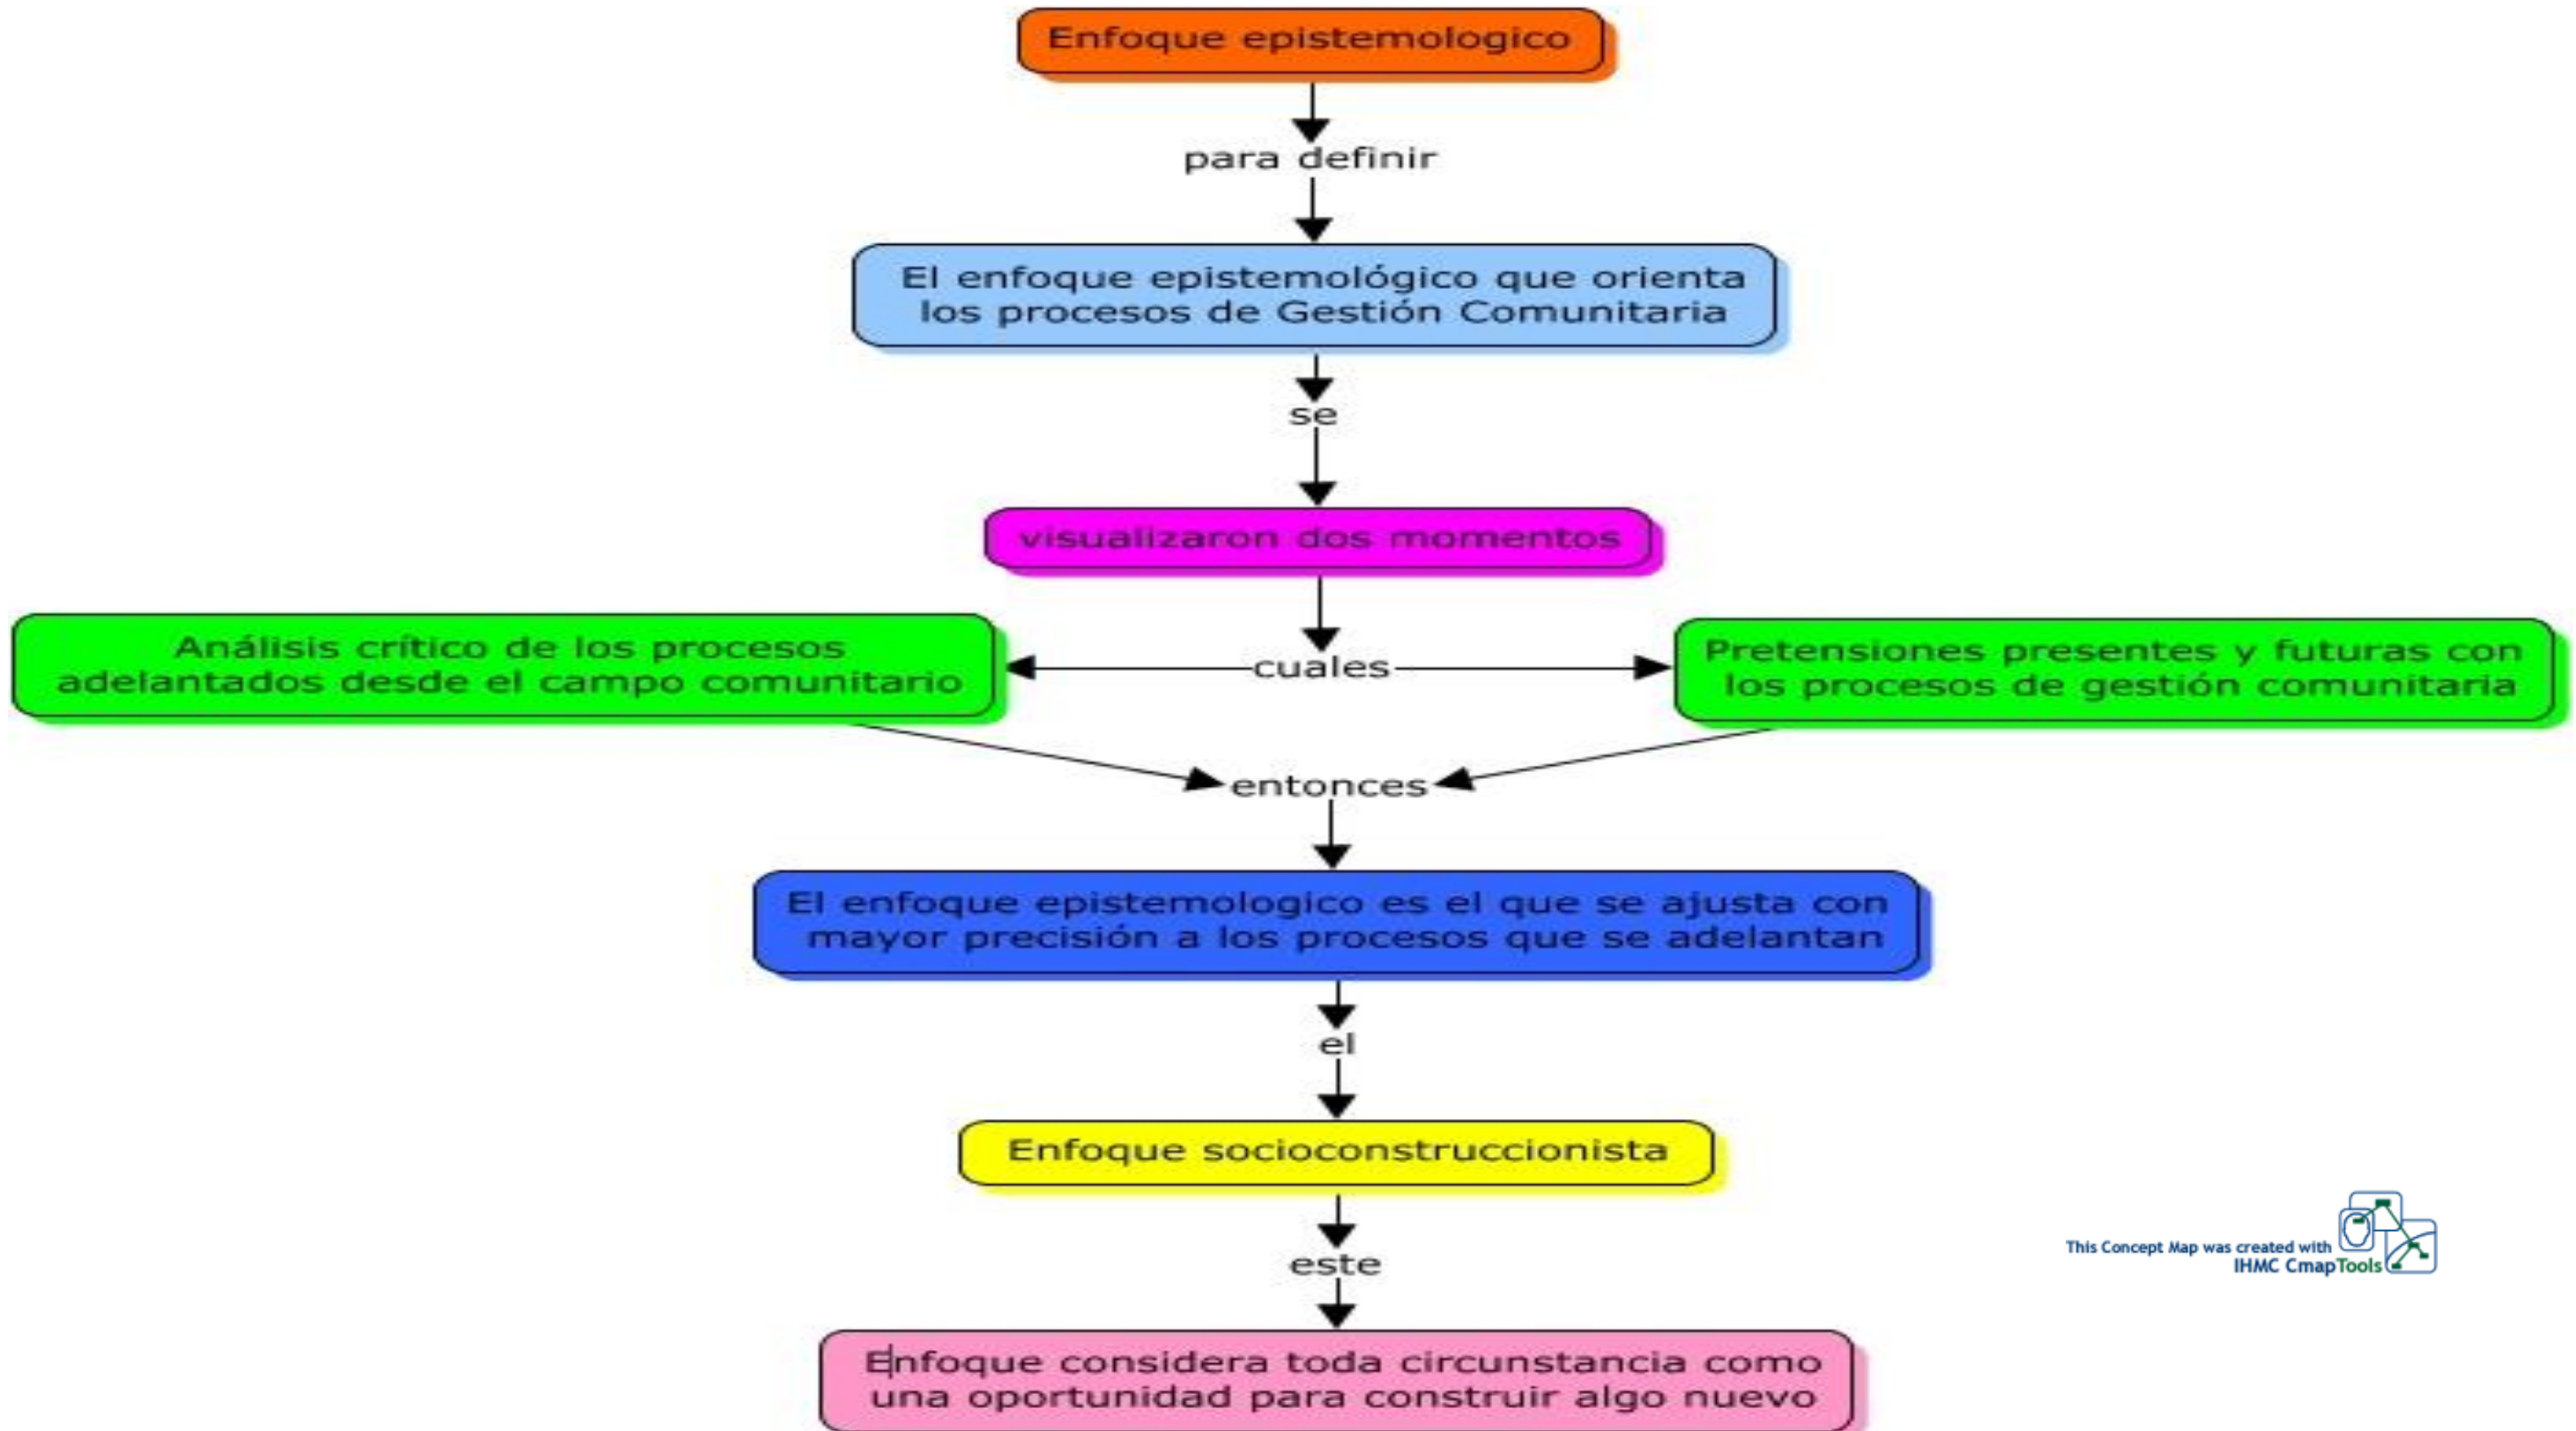 Enfoque epistemologico
para definir
El enfoque epistemológico que orienta
los procesos de Gestión Comunitaria
se
visualizaron dos momentos
Análisis crítico de los procesos
adelantados desde el campo comunitario
cuales
Pretensiones presentes y futuras con
los procesos de gestión comunitaria
entonces
El enfoque epistemologico es el que se ajusta con
mayor precisión a los procesos que se adelantan
el
Enfoque socioconstruccionista
este
Enfoque considera toda circunstancia como
una oportunidad para construir algo nuevo
This Concept Map was created with
IHMC CmapTools